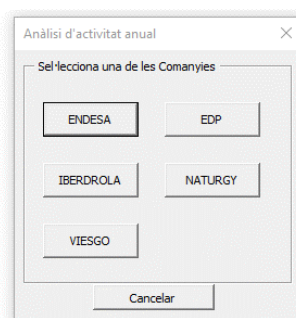 Anàlisi d'activitat anual
Sel·lecciona una de les Comanyies
ENDESA
EDP
IBERDROLA
NATURGY
VIESGO
Cancelar